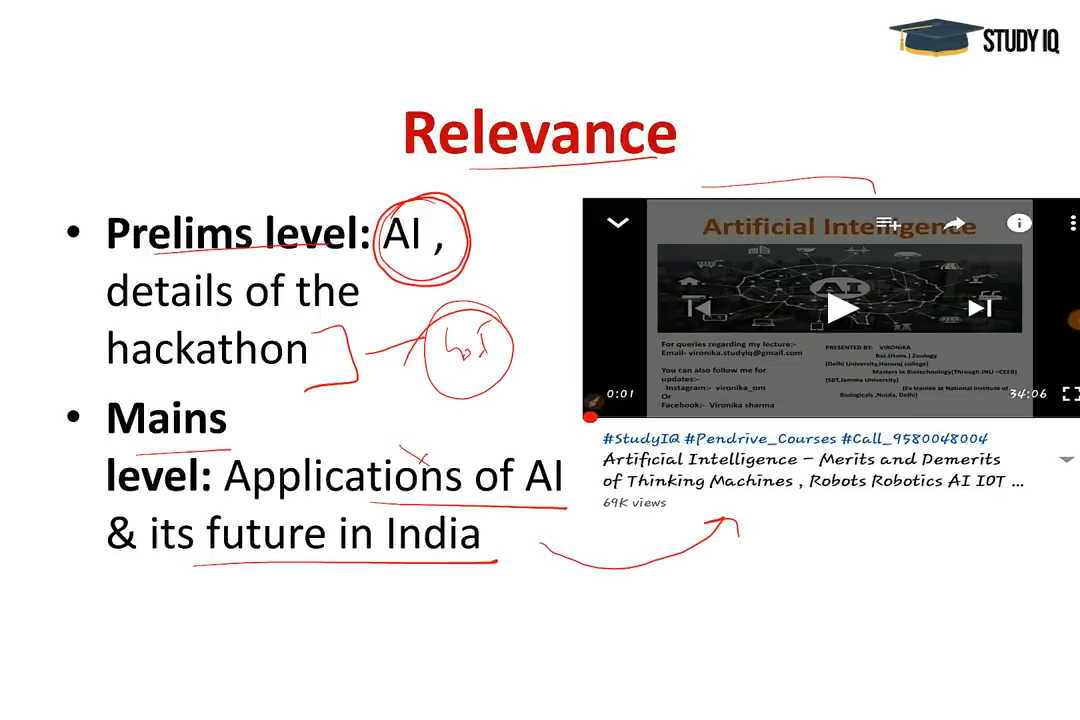 STUDY IQ
Relevance
• Prelims level: AI ,
details of the
hackathon
• Mains
level: Applications of AI
& its future in India
Artificial Intelligence
AI
For queries regarding my lecture:-
Email- vironika.studyiq@gmail.com
You can also follow me for
updates:-
Instagram:- vironika_om
Or
Facebook:- Vironika sharma
PRESENTED BY: VIRONIKA
Bsc.(Hons.) Zoology
(Delhi University,Hansraj college)
Masters in Biotechnology(Through JNU –CEEB)
(SBT,Jammu University)
(Ex trainee at National Institute of
Biologicals ,Noida, Delhi)
0:01
34:06
#StudyIQ #Pendrive_Courses #Call_9580048004
Artificial Intelligence – Merits and Demerits
of Thinking Machines , Robots Robotics AI IOT ...
69K views